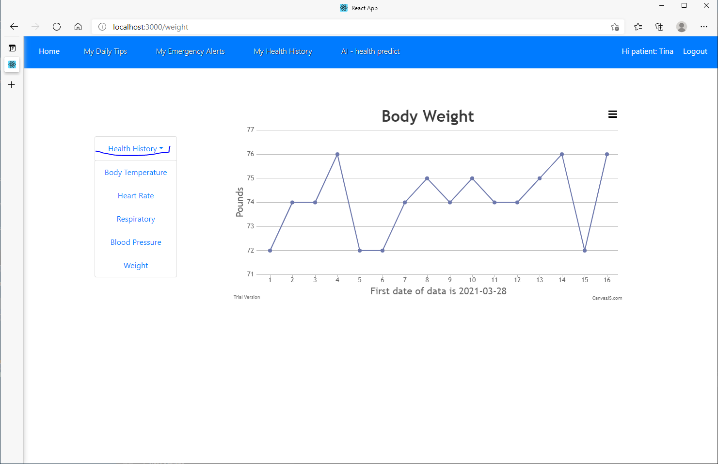 React App
localhost:3000/weight
Home My Daily Tips My Emergency Alerts My Health History AI - health predict Hi patient: Tina Logout
Health History
Body Temperature
Heart Rate
Respiratory
Blood Pressure
Weight
Body Weight
Pounds
77
76
75
74
73
72
71
1 2 3 4 5 6 7 8 9 10 11 12 13 14 15 16
First date of data is 2021-03-28
Trial Version
CanvasJS.com